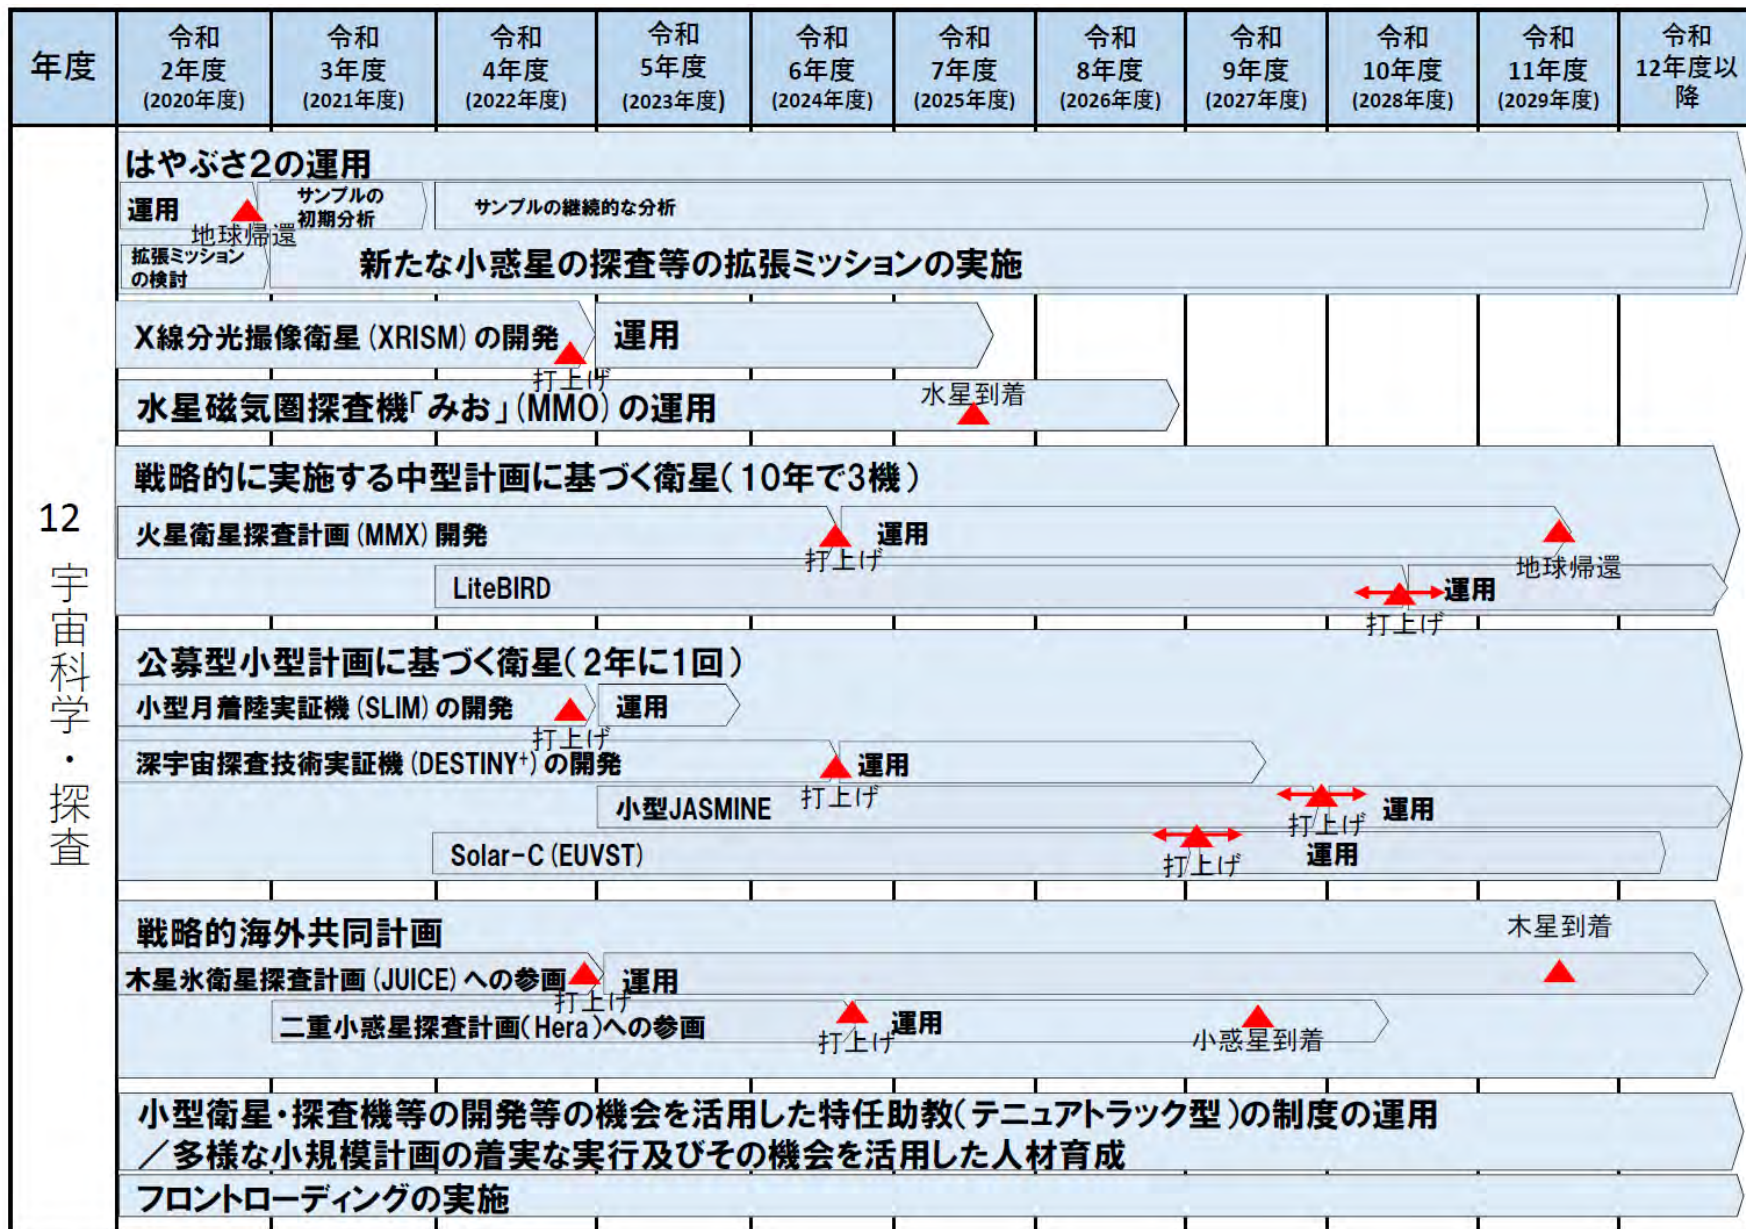 年度
令和
2年度
(2020年度)
令和
3年度
(2021年度)
令和
4年度
(2022年度)
令和
5年度
(2023年度)
令和
6年度
(2024年度)
令和
7年度
(2025年度)
令和
8年度
(2026年度)
令和
9年度
(2027年度)
令和
10年度
(2028年度)
令和
11年度
(2029年度)
令和
12年度以
降
12
宇宙科学・探査
はやぶさ2の運用
運用
地球帰還
サンプルの
初期分析
サンプルの継続的な分析
拡張ミッション
の検討
新たな小惑星の探査等の拡張ミッションの実施
X線分光撮像衛星(XRISM)の開発
打上げ
運用
水星磁気圏探査機「みお」(MMO)の運用
水星到着
戦略的に実施する中型計画に基づく衛星(10年で3機)
火星衛星探査計画(MMX)開発
打上げ
運用
地球帰還
LiteBIRD
打上げ
運用
公募型小型計画に基づく衛星(2年に1回)
小型月着陸実証機(SLIM)の開発
打上げ
運用
深宇宙探査技術実証機(DESTINY⁺)の開発
打上げ
運用
小型JASMINE
打上げ
運用
Solar-C(EUVST)
打上げ
運用
戦略的海外共同計画
木星氷衛星探査計画(JUICE)への参画
打上げ
運用
木星到着
二重小惑星探査計画(Hera)への参画
打上げ
運用
小惑星到着
小型衛星・探査機等の開発等の機会を活用した特任助教(テニュアトラック型)の制度の運用
/多様な小規模計画の着実な実行及びその機会を活用した人材育成
フロントローディングの実施